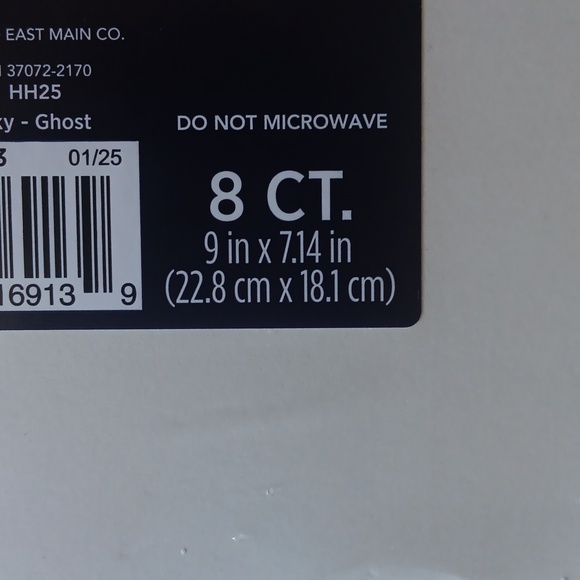 EAST MAIN CO.
37072-2170
HH25
- Ghost
DO NOT MICROWAVE
01/25
8 CT.
9 in x 7.14 in
(22.8 cm x 18.1 cm)
16913 9